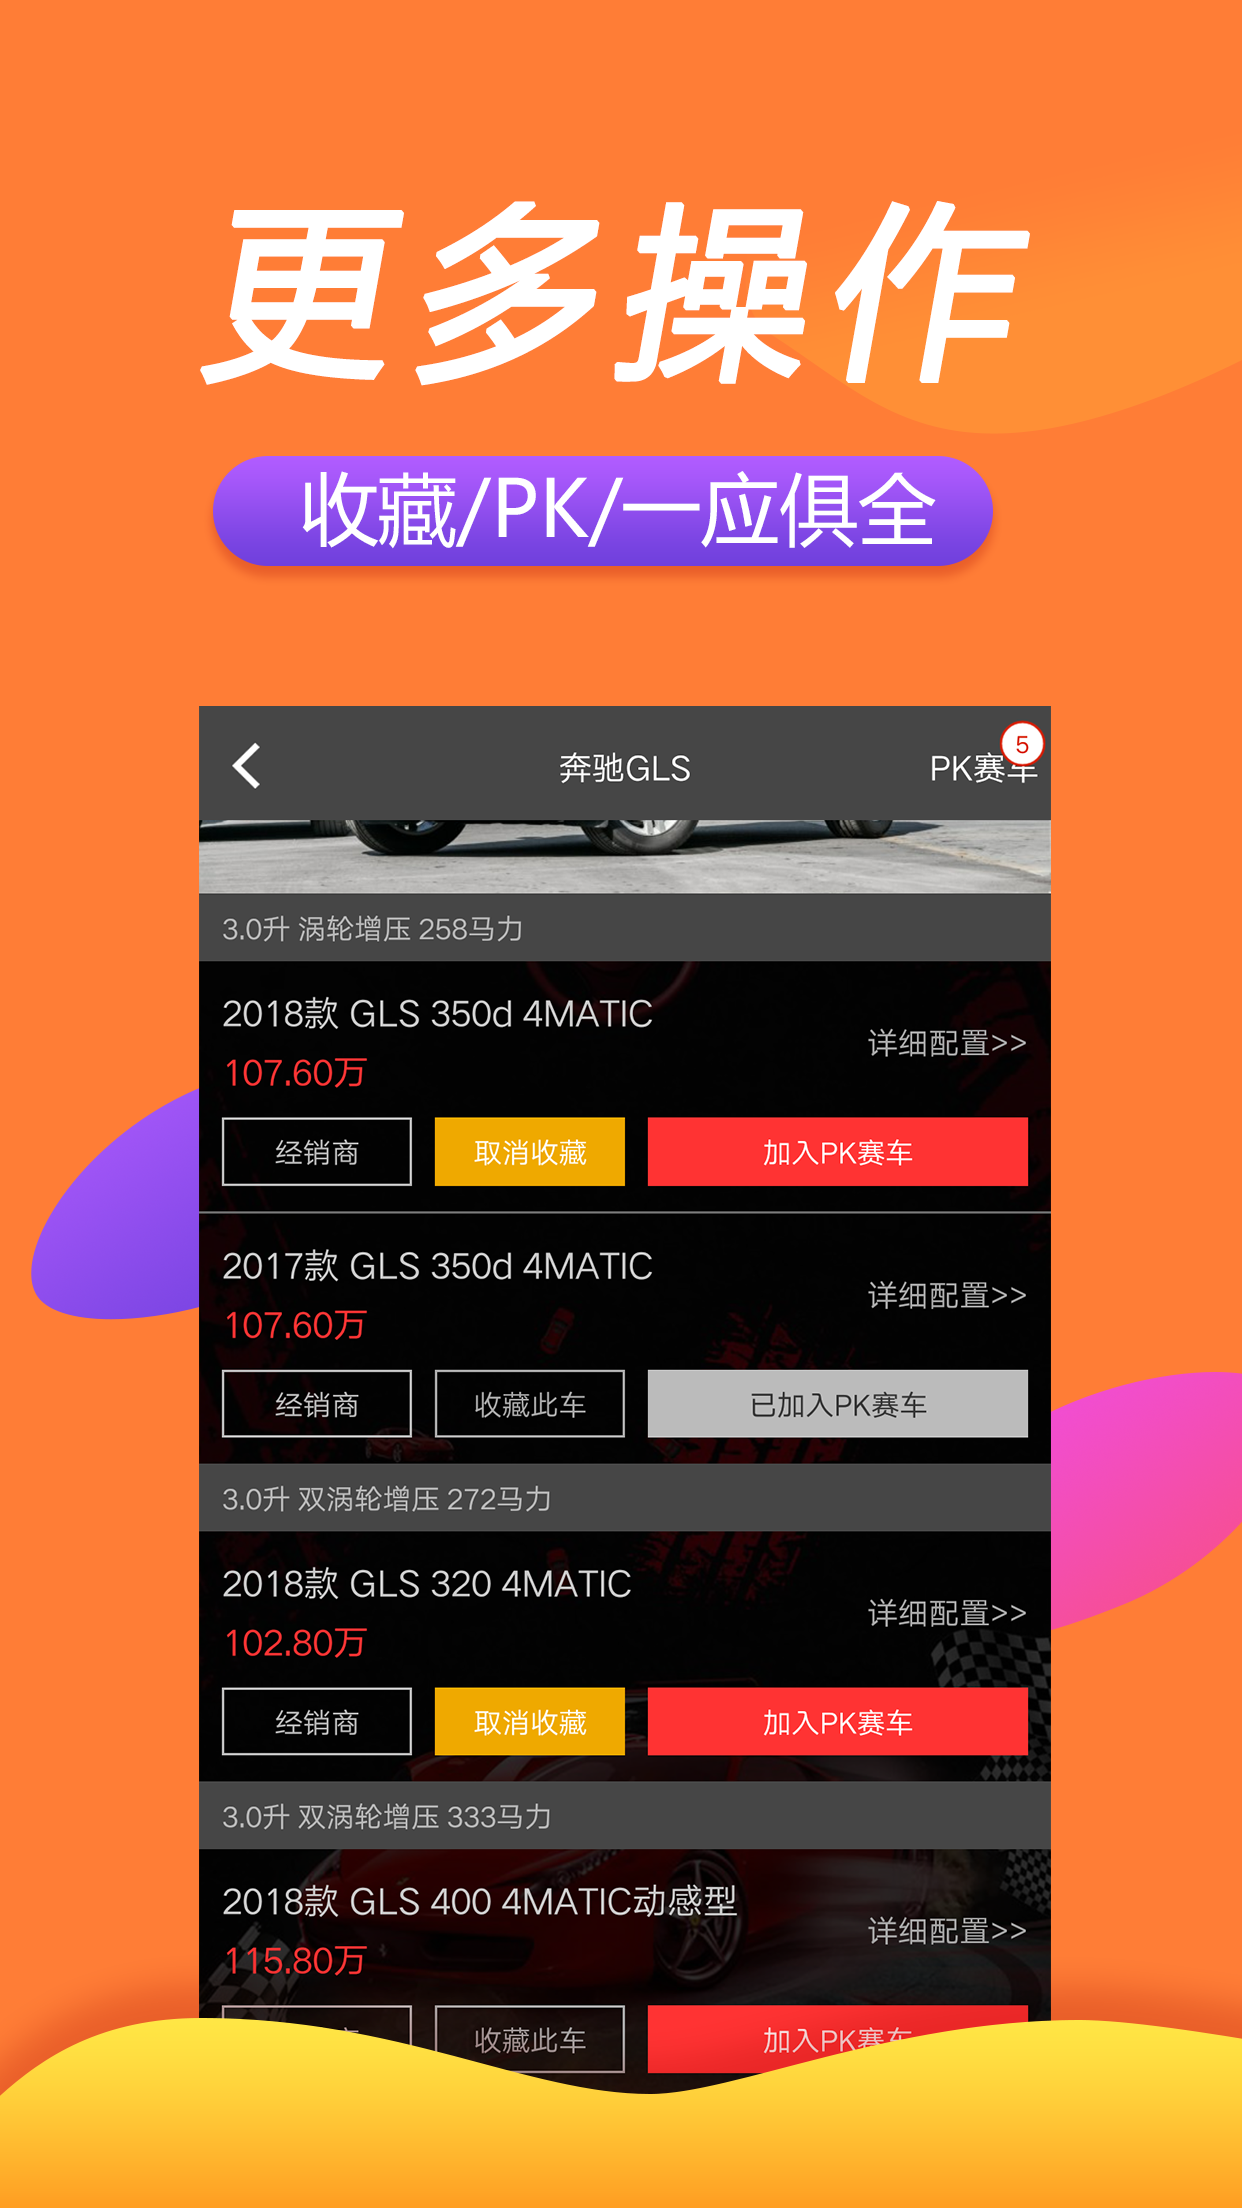 更多操作
收藏/PK/一应俱全
奔驰GLS
PK赛车
5
3.0升 涡轮增压 258马力
2018款 GLS 350d 4MATIC
详细配置>>
107.60万
经销商
取消收藏
加入PK赛车
2017款 GLS 350d 4MATIC
详细配置>>
107.60万
经销商
收藏此车
已加入PK赛车
3.0升 双涡轮增压 272马力
2018款 GLS 320 4MATIC
详细配置>>
102.80万
经销商
取消收藏
加入PK赛车
3.0升 双涡轮增压 333马力
2018款 GLS 400 4MATIC动感型
详细配置>>
115.80万
收藏此车
加入PK赛车